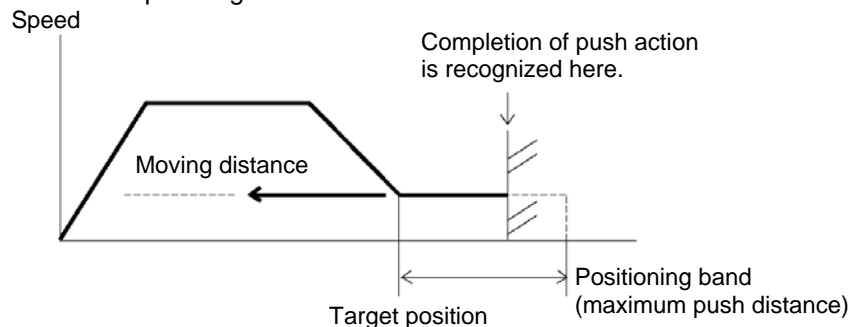 Speed
Completion of push action
is recognized here.
Moving distance
Positioning band
(maximum push distance)
Target position